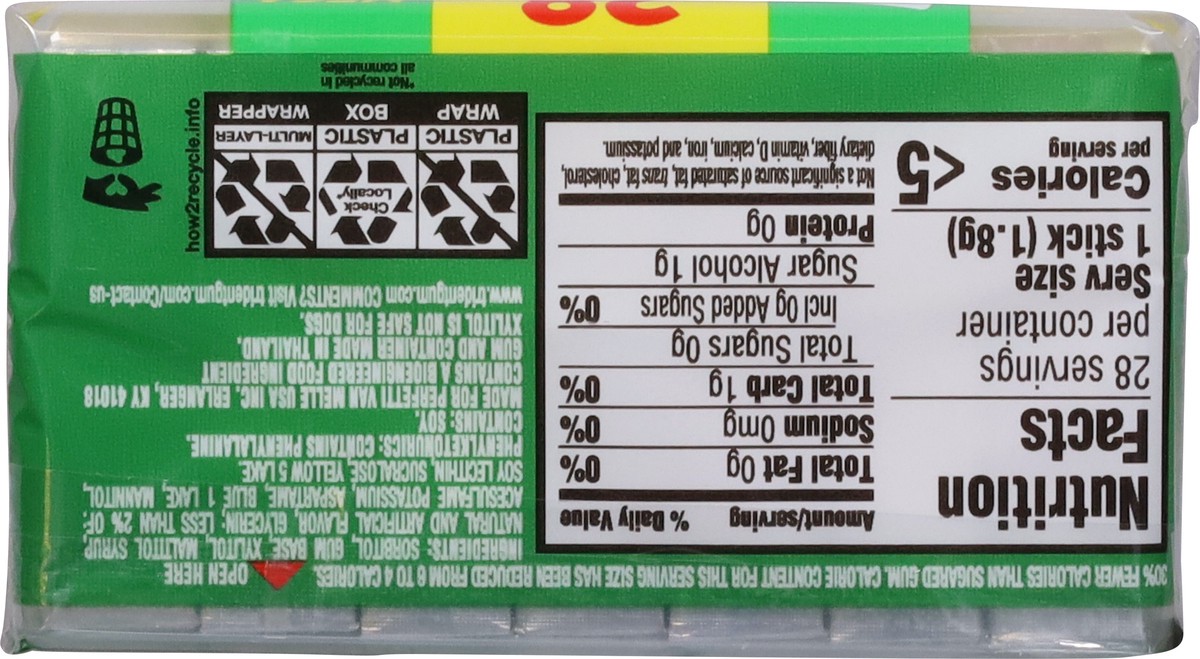 30% FEWER CALORIES THAN SUGARED GUM. CALORIE CONTENT FOR THIS SERVING SIZE HAS BEEN REDUCED FROM 6 TO 4 CALORIES.
OPEN HERE
Nutrition
Facts
28 servings
per container
Serv size
1 stick (1.8g)
Calories <5
per serving
Amount/serving % Daily Value
Total Fat 0g 0%
Sodium 0mg 0%
Total Carb 1g 0%
Total Sugars 0g
Incl 0g Added Sugars 0%
Sugar Alcohol 1g
Protein 0g
Not a significant source of saturated fat, trans fat, cholesterol,
dietary fiber, vitamin D, calcium, iron, and potassium.
INGREDIENTS: SORBITOL, GUM BASE, XYLITOL, MALTITOL SYRUP,
NATURAL AND ARTIFICIAL FLAVOR, GLYCERIN; LESS THAN 2% OF:
ACESULFAME POTASSIUM, ASPARTAME, BLUE 1 LAKE, MANNITOL,
SOY LECITHIN, SUCRALOSE, YELLOW 5 LAKE
PHENYLKETONURICS: CONTAINS PHENYLALANINE.
CONTAINS: SOY.
MADE FOR PERFETTI VAN MELLE USA INC. ERLANGER, KY 41018
CONTAINS A BIOENGINEERED FOOD INGREDIENT
GUM AND CONTAINER MADE IN THAILAND.
XYLITOL IS NOT SAFE FOR DOGS.
www.tridentgum.com COMMENTS? Visit tridentgum.com/Contact-us
Check
Locally*
PLASTIC
WRAP
PLASTIC
BOX
MULTI-LAYER
WRAPPER
*Not recycled in
all communities
how2recycle.info